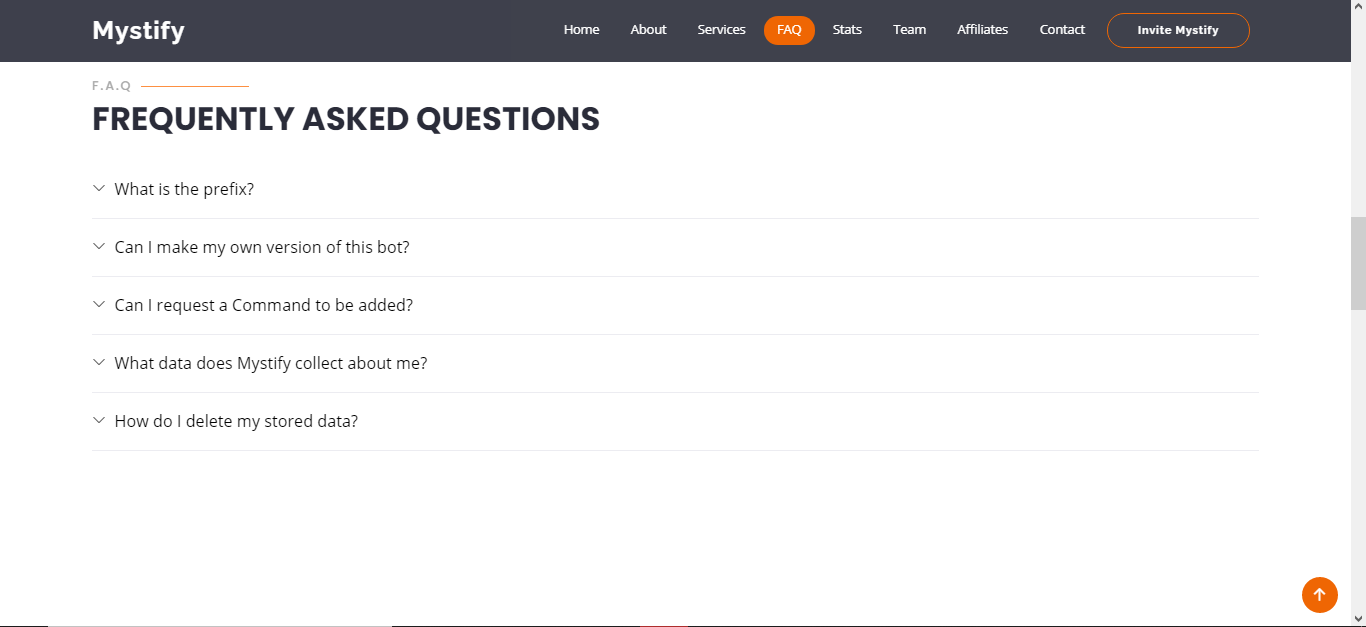 Mystify
Home About Services FAQ Stats Team Affiliates Contact Invite Mystify
F.A.Q
FREQUENTLY ASKED QUESTIONS
What is the prefix?
Can I make my own version of this bot?
Can I request a Command to be added?
What data does Mystify collect about me?
How do I delete my stored data?